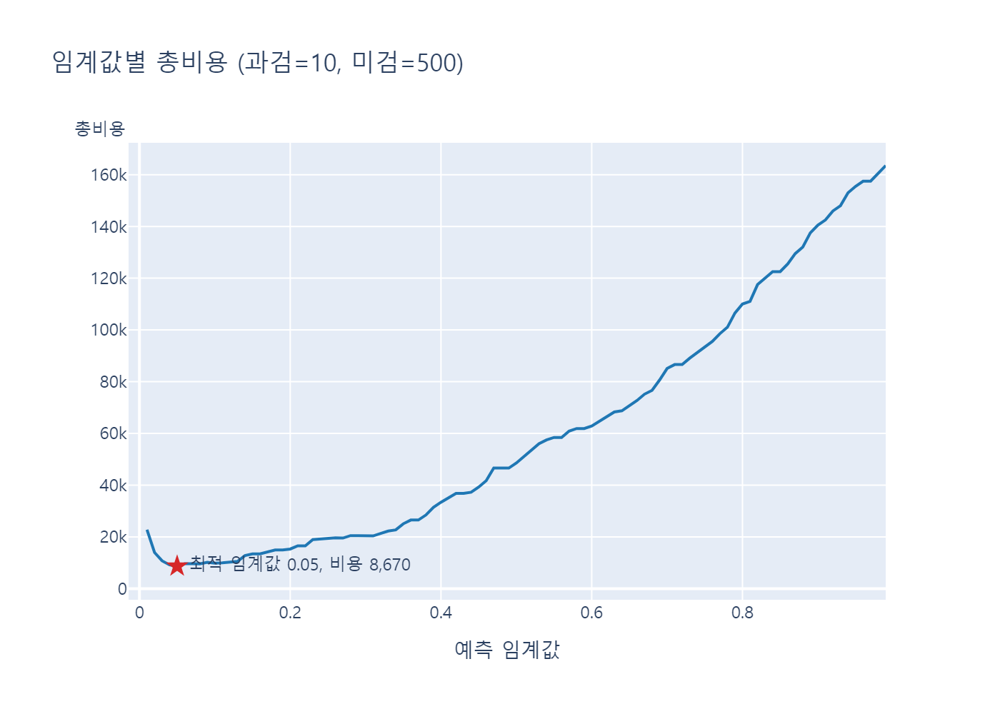 임계값별 총비용 (과검=10, 미검=500)
총비용
160k
140k
120k
100k
80k
60k
40k
20k
0
최적 임계값 0.05, 비용 8,670
0 0.2 0.4 0.6 0.8
예측 임계값